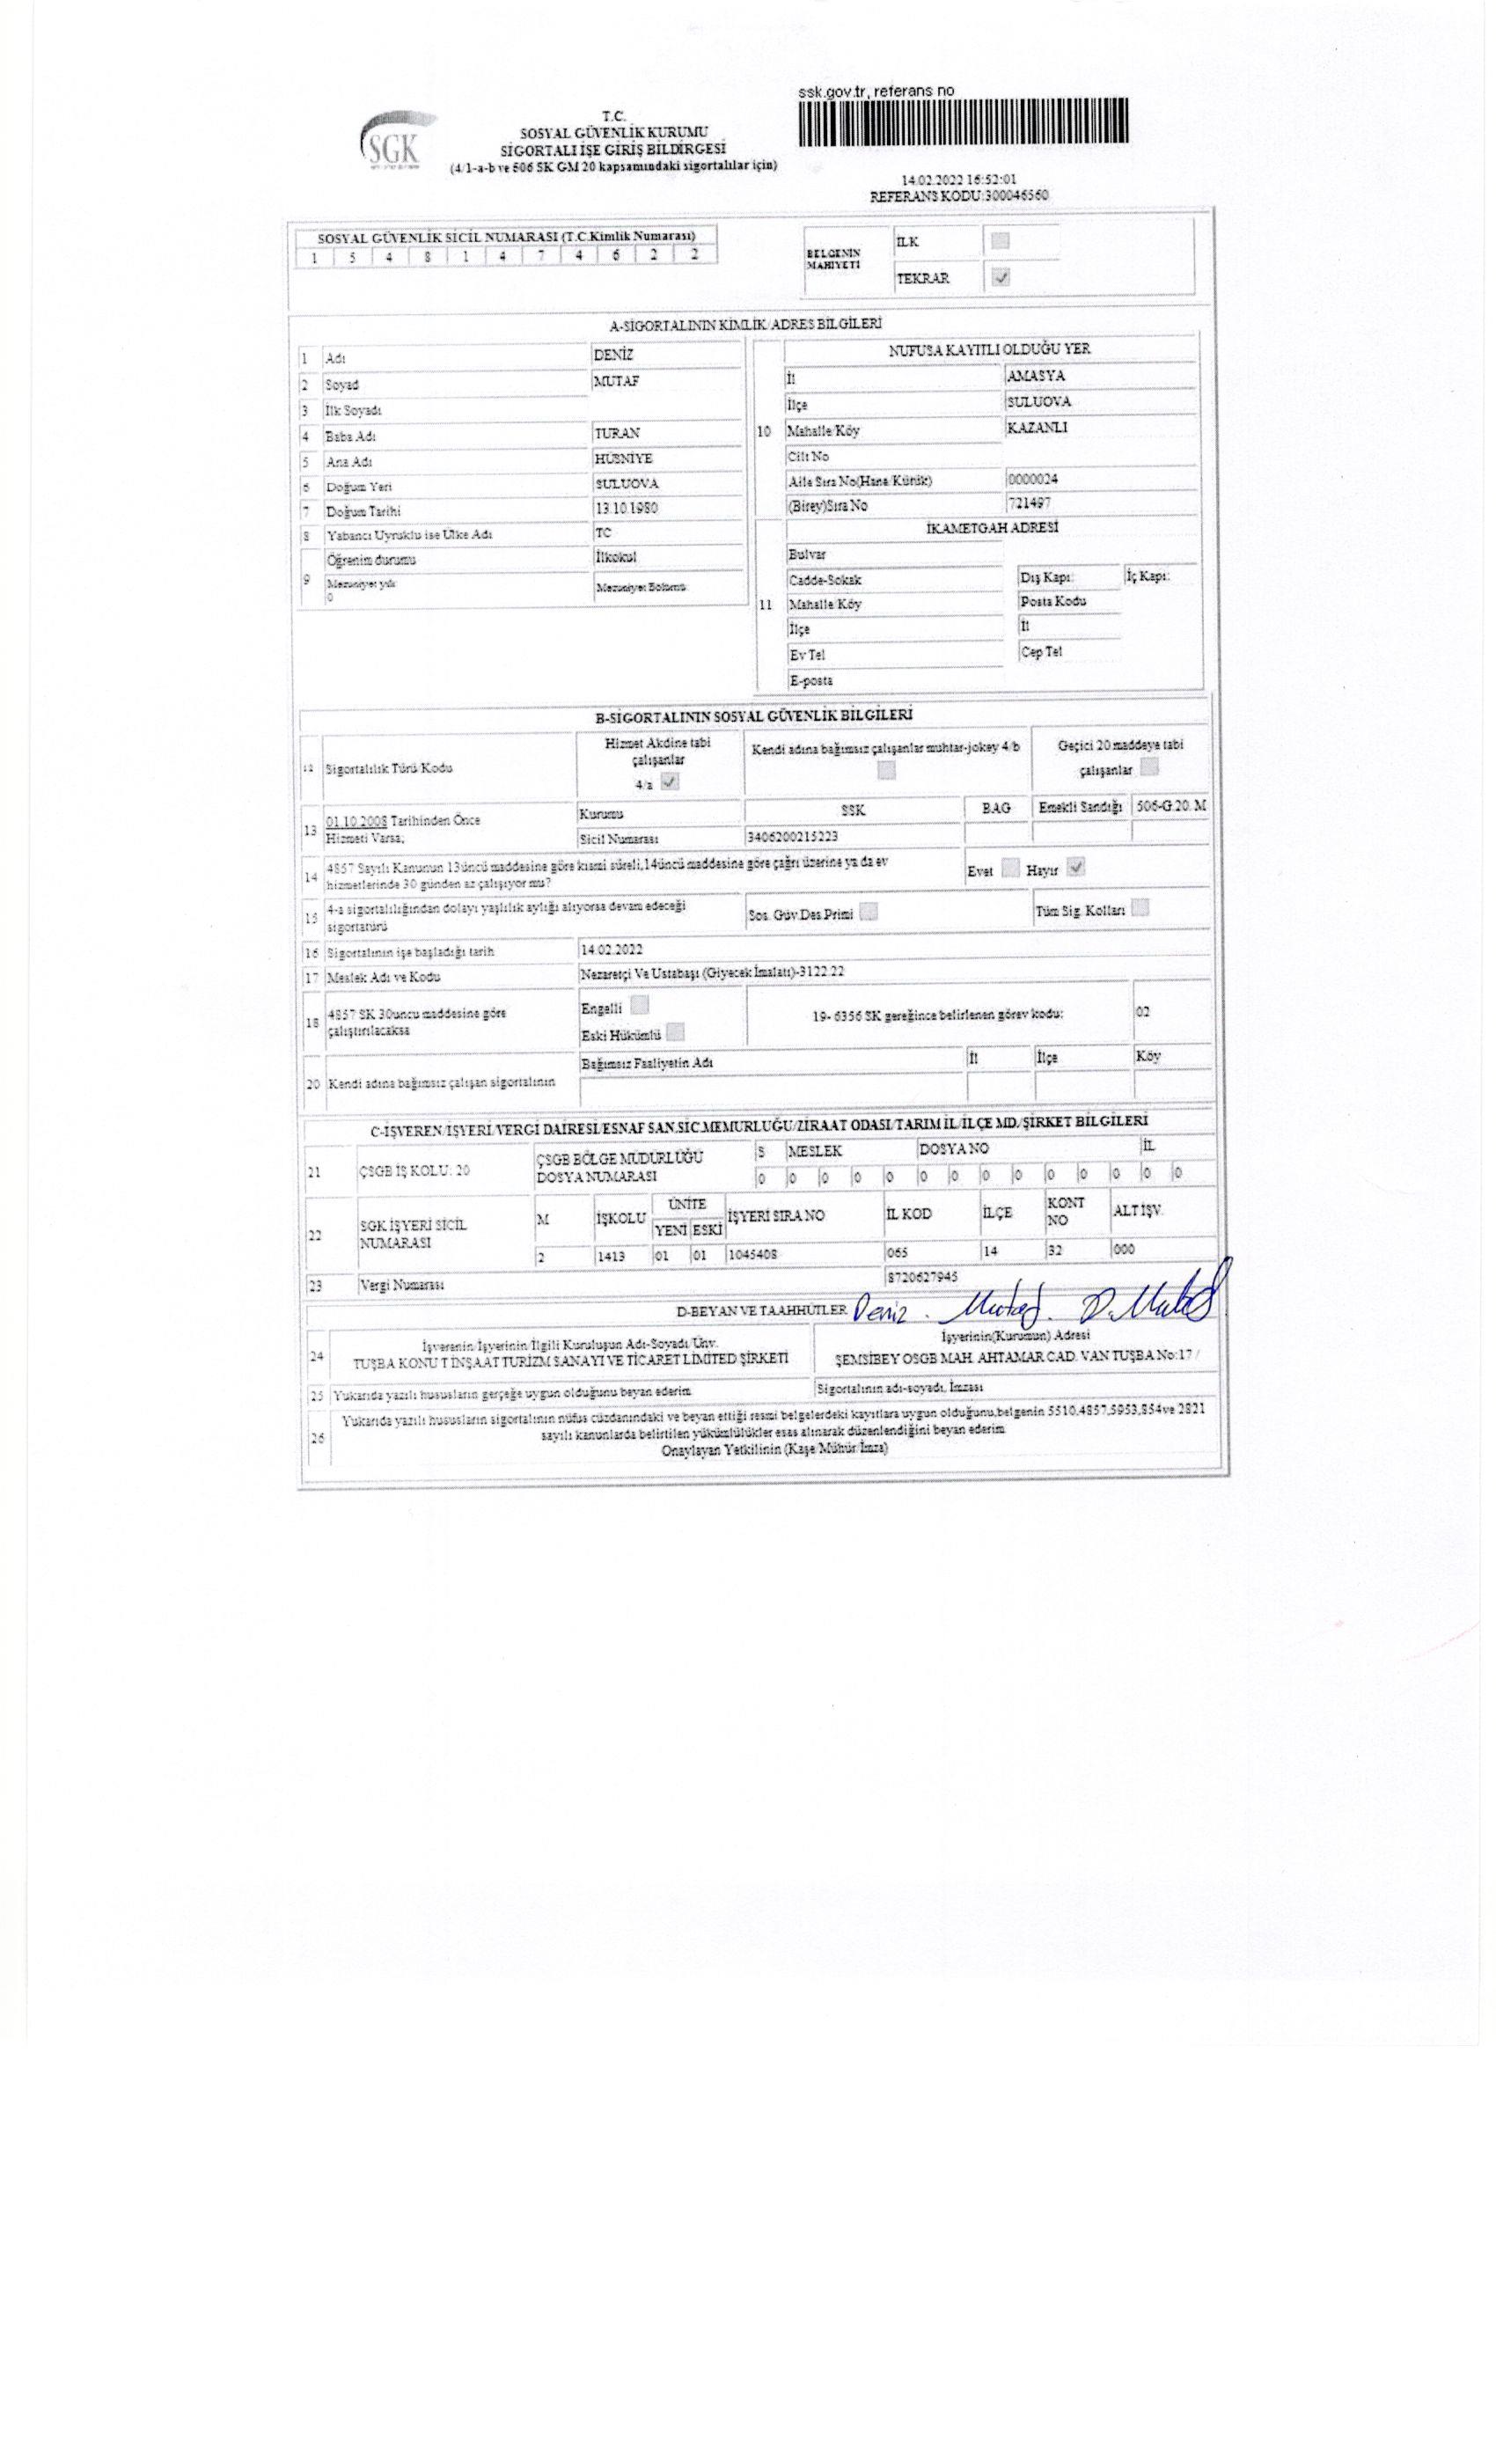 ssk.gov.tr, referans no
SGK
T.C.
SOSYAL GÜVENLİK KURUMU
SİGORTALI İŞE GİRİŞ BİLDİRGESİ
(4/1-a-b ve 506 SK GM 20 kapsamındaki sigortalılar için)
14.02.2022 16:52:01
REFERANS KODU:300046560
SOSYAL GÜVENLİK SİCİL NUMARASI (T.C.Kimlik Numarası)
1 5 4 8 1 4 7 4 6 2 2
BELGENİN MAHİYETİ
İLK
TEKRAR ✓
A-SİGORTALININ KİMLİK/ADRES BİLGİLERİ
1 Adı DENİZ
2 Soyad MUTAF
3 İlk Soyadı
4 Baba Adı TURAN
5 Ana Adı HÜSNİYE
6 Doğum Yeri SULUOVA
7 Doğum Tarihi 13.10.1980
8 Yabancı Uyruklu ise Ülke Adı TC
9 Öğrenim durumu İlkokul
Mezuniyet yılı Mezuniyet Bölümü
0
NUFUSA KAYITLI OLDUĞU YER
10
İl AMASYA
İlçe SULUOVA
Mahalle/Köy KAZANLI
Cilt No
Aile Sıra No(Hane/Kütük) 0000024
(Birey)Sıra No 721497
İKAMETGAH ADRESİ
11
Bulvar
Cadde-Sokak Dış Kapı: İç Kapı:
Mahalle/Köy Posta Kodu
İlçe İl
Ev Tel Cep Tel
E-posta
B-SİGORTALININ SOSYAL GÜVENLİK BİLGİLERİ
12 Sigortalılık Türü/Kodu
Hizmet Akdine tabi çalışanlar 4/a ✓
Kendi adına bağımsız çalışanlar muhtar-jokey 4/b
Geçici 20 maddeye tabi çalışanlar
13 01.10.2008 Tarihinden Önce Hizmeti Varsa;
Kurumu SSK BAG Emekli Sandığı 506-G.20. M
Sicil Numarası 3406200215223
14 4857 Sayılı Kanunun 13üncü maddesine göre kısmi süreli,14üncü maddesine göre çağrı üzerine ya da ev
hizmetlerinde 30 günden az çalışıyor mu? Evet Hayır ✓
15 4-a sigortalılığından dolayı yaşlılık aylığı alıyorsa devam edeceği
sigortatürü Sos. Güv.Des.Primi Tüm Sig. Kolları
16 Sigortalının işe başladığı tarih 14.02.2022
17 Meslek Adı ve Kodu Nezaretçi Ve Ustabaşı (Giyecek İmalatı)-3122.22
18 4857 SK 30uncu maddesine göre çalıştırılacaksa
Engelli
Eski Hükümlü
19- 6356 SK gereğince belirlenen görev kodu: 02
20 Kendi adına bağımsız çalışan sigortalının
Bağımsız Faaliyetin Adı İl İlçe Köy
C-İŞVEREN/İŞYERİ/VERGİ DAİRESİ/ESNAF SAN.SİC.MEMURLUĞU/ZİRAAT ODASI/TARIM İL/İLÇE MD./ŞİRKET BİLGİLERİ
21 ÇSGB İŞ KOLU: 20 ÇSGB BÖLGE MÜDÜRLÜĞÜ DOSYA NUMARASI
S MESLEK DOSYA NO İL
0 0 0 0 0 0 0 0 0 0 0 0 0 0
22 SGK İŞYERİ SİCİL NUMARASI
M İŞKOLU ÜNİTE YENİ ESKİ İŞYERİ SIRA NO İL KOD İLÇE KONT NO ALT İŞV.
2 1413 01 01 1045408 065 14 32 000
23 Vergi Numarası 8720627945
D-BEYAN VE TAAHHÜTLER
Deniz. Mutaf. D.Mutaf
24 İşverenin/İşyerinin/İlgili Kuruluşun Adı-Soyadı/Ünv.
TUŞBA KONUT İNŞAAT TURİZM SANAYİ VE TİCARET LİMİTED ŞİRKETİ
İşyerinin(Kurumun) Adresi
ŞEMSİBEY OSGB MAH. AHTAMAR CAD. VAN TUŞBA No:17 /
25 Yukarıda yazılı hususların gerçeğe uygun olduğunu beyan ederim Sigortalının adı-soyadı, İmzası
26 Yukarıda yazılı hususların sigortalının nüfus cüzdanındaki ve beyan ettiği resmi belgelerdeki kayıtlara uygun olduğunu,belgenin 5510,4857,5953,854ve 2821
sayılı kanunlarda belirtilen yükümlülükler esas alınarak düzenlendiğini beyan ederim
Onaylayan Yetkilinin (Kaşe/Mühür/İmza)